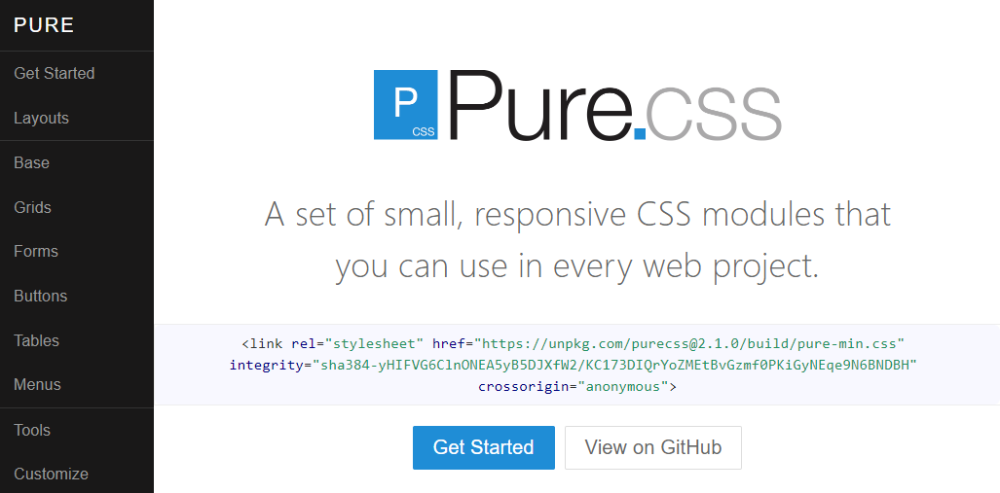 PURE
Get Started
Layouts
Base
Grids
Forms
Buttons
Tables
Menus
Tools
Customize
P
CSS
Pure.css
A set of small, responsive CSS modules that
you can use in every web project.
<link rel="stylesheet" href="https://unpkg.com/purecss@2.1.0/build/pure-min.css"
integrity="sha384-yHIFVG6ClnONEA5yB5DJXfW2/KC173DIQrYoZMEtBvGzmf0PKiGyNEqe9N6BNDBH"
crossorigin="anonymous">
Get Started
View on GitHub